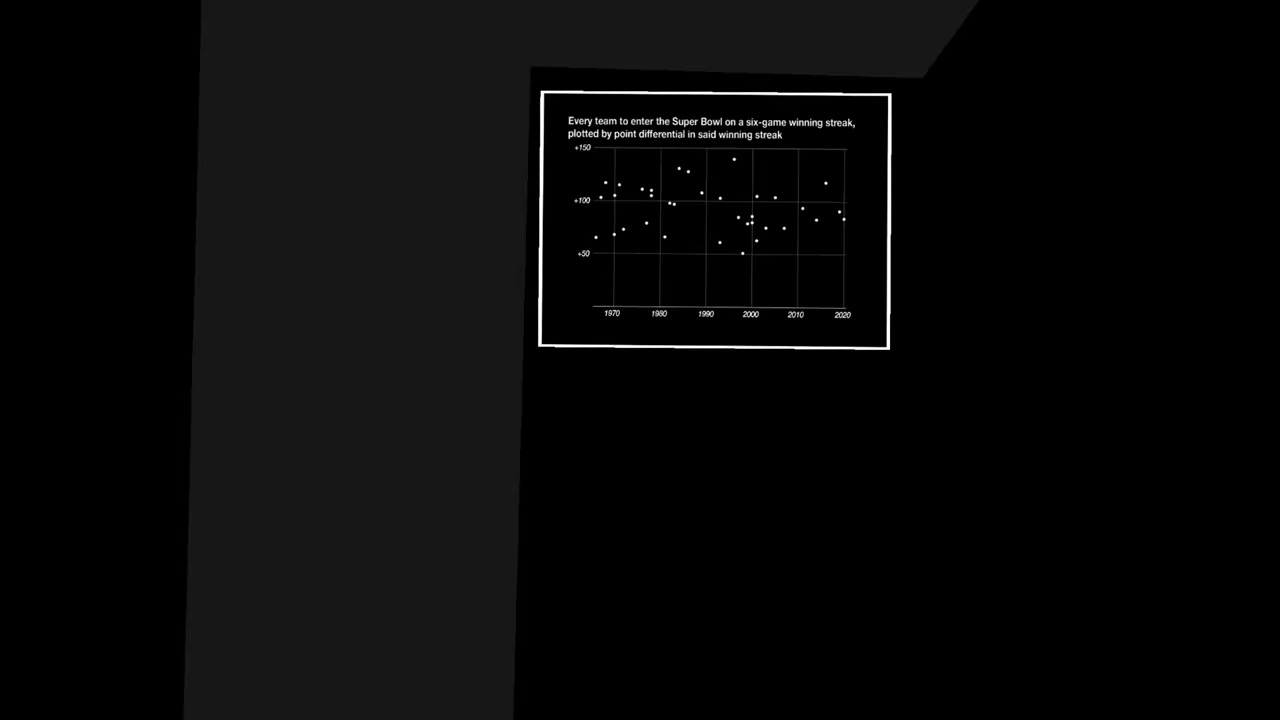 Every team to enter the Super Bowl on a six-game winning streak,
plotted by point differential in said winning streak
+150
+100
+50
1970 1980 1990 2000 2010 2020